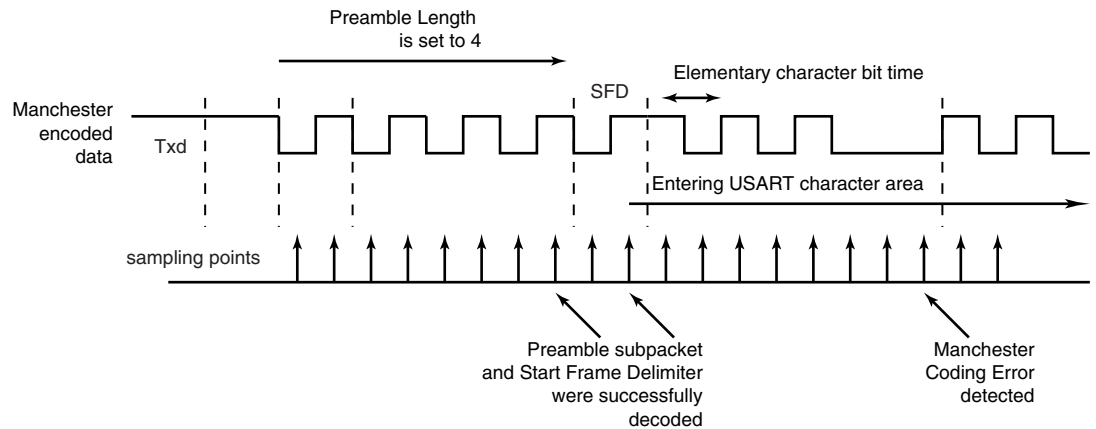 Preamble Length
is set to 4
Elementary character bit time
SFD
Manchester
encoded
data
Txd
Entering USART character area
sampling points
Preamble subpacket
and Start Frame Delimiter
were successfully
decoded
Manchester
Coding Error
detected